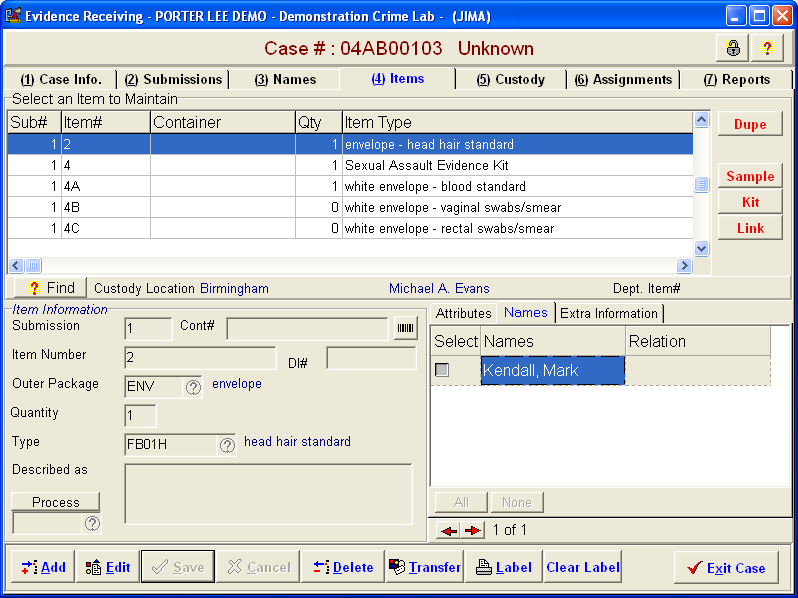 Evidence Receiving - PORTER LEE DEMO - Demonstration Crime Lab - (JIMA)
Case # : 04AB00103 Unknown
(1) Case Info. (2) Submissions (3) Names (4) Items (5) Custody (6) Assignments (7) Reports
Select an Item to Maintain
Sub# Item# Container Qty Item Type
1 2 1 envelope - head hair standard
1 4 1 Sexual Assault Evidence Kit
1 4A 1 white envelope - blood standard
1 4B 0 white envelope - vaginal swabs/smear
1 4C 0 white envelope - rectal swabs/smear
Dupe
Sample
Kit
Link
? Find Custody Location Birmingham Michael A. Evans Dept. Item#
Item Information
Submission 1 Cont#
Item Number 2 DI#
Outer Package ENV ? envelope
Quantity 1
Type FB01H ? head hair standard
Described as
Process
?
Attributes Names Extra Information
Select Names Relation
Kendall, Mark
All None
1 of 1
Add Edit Save Cancel Delete Transfer Label Clear Label Exit Case